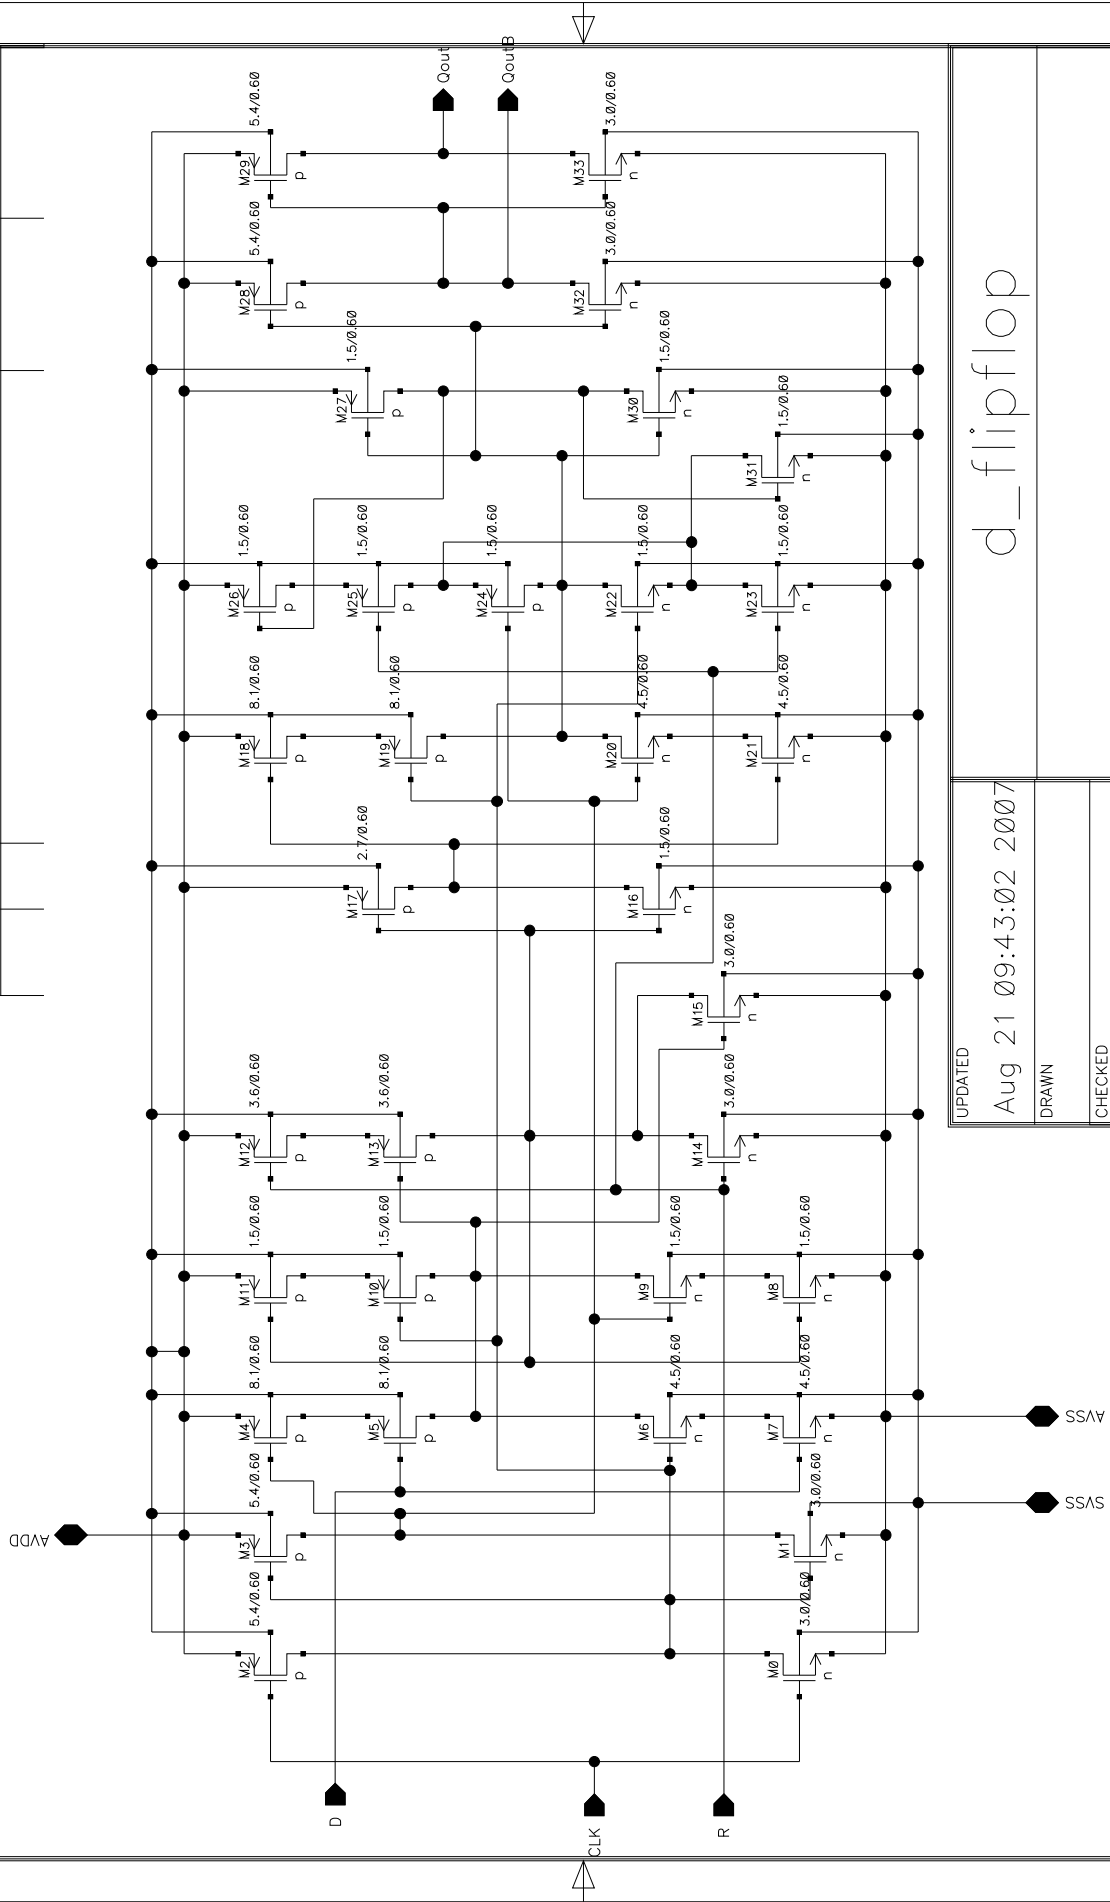 AVDD
D
CLK
R
AVSS
SVSS
Qout
QoutB
M2
5.4/0.60
p
M0
3.0/0.60
n
M3
5.4/0.60
p
M1
3.0/0.60
n
M4
8.1/0.60
p
M5
8.1/0.60
p
M6
4.5/0.60
n
M7
4.5/0.60
n
M11
1.5/0.60
p
M10
1.5/0.60
p
M9
1.5/0.60
n
M8
1.5/0.60
n
M12
3.6/0.60
p
M13
3.6/0.60
p
M14
3.0/0.60
n
M15
3.0/0.60
n
M17
2.7/0.60
p
M16
1.5/0.60
n
M18
8.1/0.60
p
M19
8.1/0.60
p
M20
4.5/0.60
n
M21
4.5/0.60
n
M26
1.5/0.60
p
M25
1.5/0.60
p
M24
1.5/0.60
p
M22
1.5/0.60
n
M23
1.5/0.60
n
M27
1.5/0.60
p
M30
1.5/0.60
n
M31
1.5/0.60
n
M28
5.4/0.60
p
M32
3.0/0.60
n
M29
5.4/0.60
p
M33
3.0/0.60
n
UPDATED
Aug 21 09:43:02 2007
DRAWN
CHECKED
d_flipflop